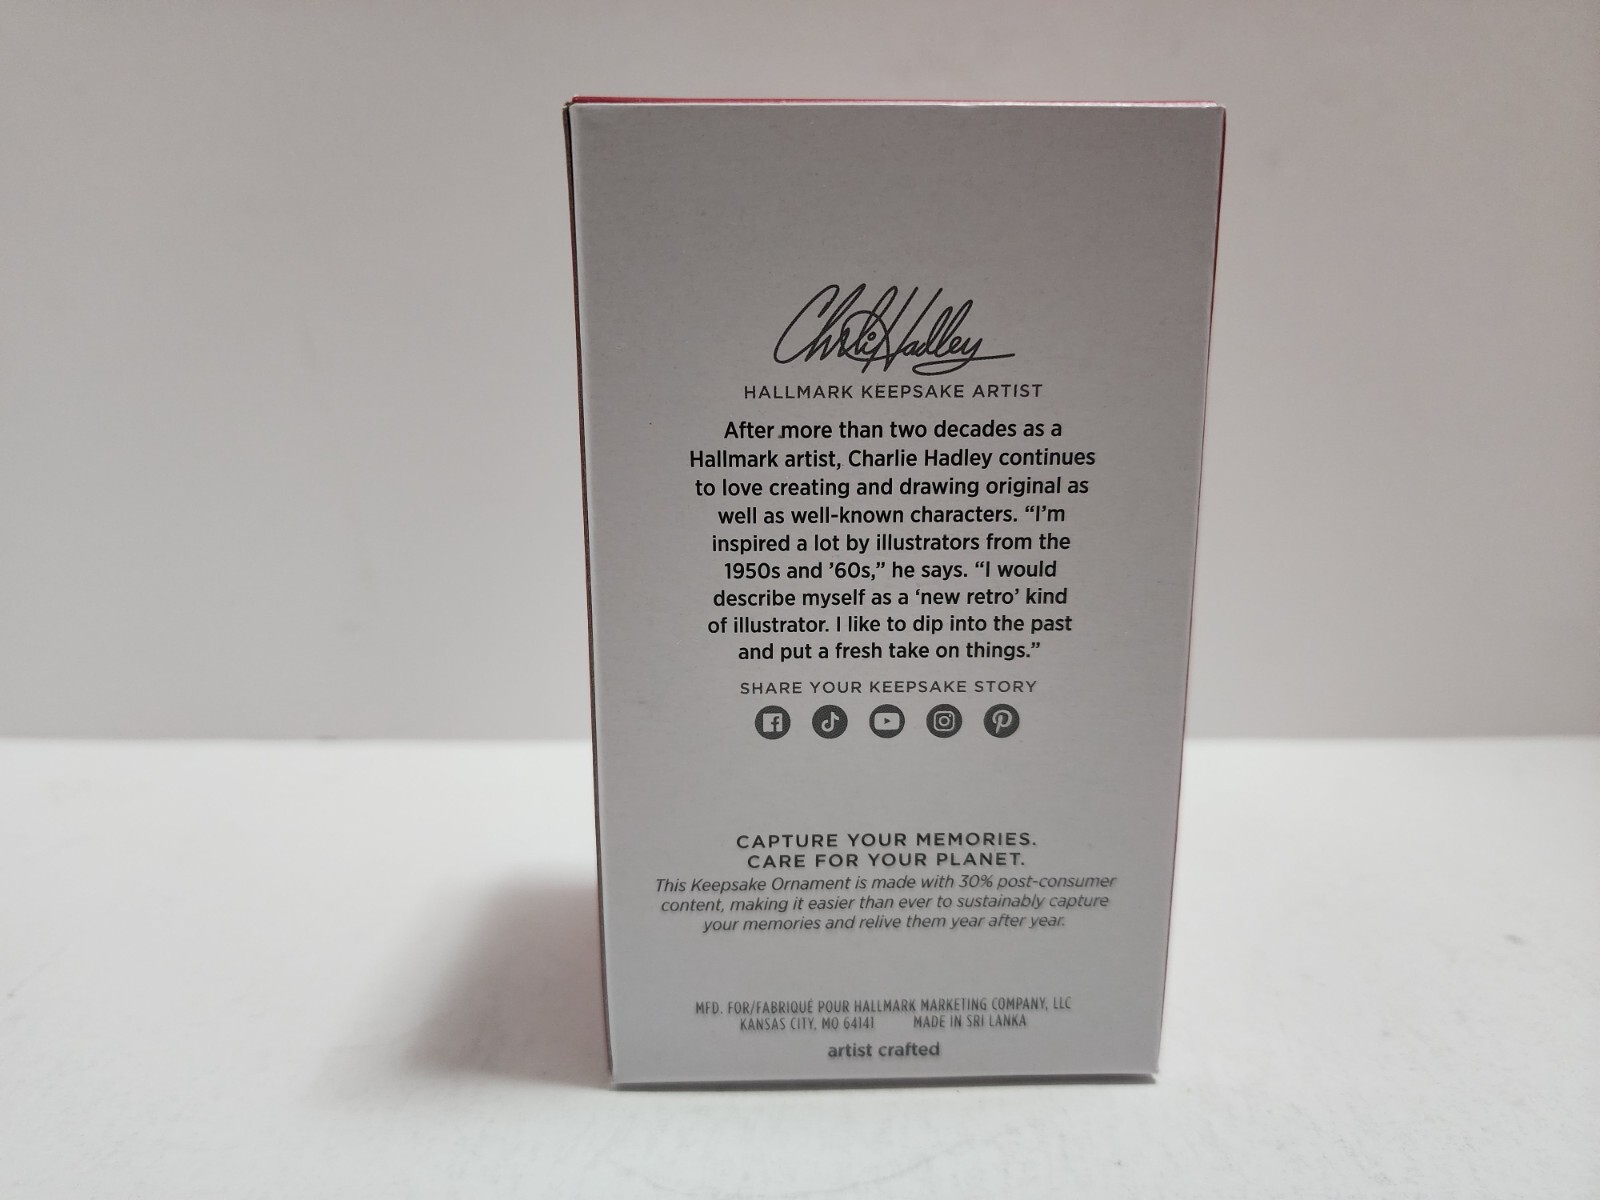 Charlie Hadley
HALLMARK KEEPSAKE ARTIST
After more than two decades as a
Hallmark artist, Charlie Hadley continues
to love creating and drawing original as
well as well-known characters. “I’m
inspired a lot by illustrators from the
1950s and ’60s,” he says. “I would
describe myself as a ‘new retro’ kind
of illustrator. I like to dip into the past
and put a fresh take on things.”
SHARE YOUR KEEPSAKE STORY
CAPTURE YOUR MEMORIES.
CARE FOR YOUR PLANET.
This Keepsake Ornament is made with 30% post-consumer
content, making it easier than ever to sustainably capture
your memories and relive them year after year.
MFD. FOR/FABRIQUÉ POUR HALLMARK MARKETING COMPANY, LLC
KANSAS CITY, MO 64141 MADE IN SRI LANKA
artist crafted